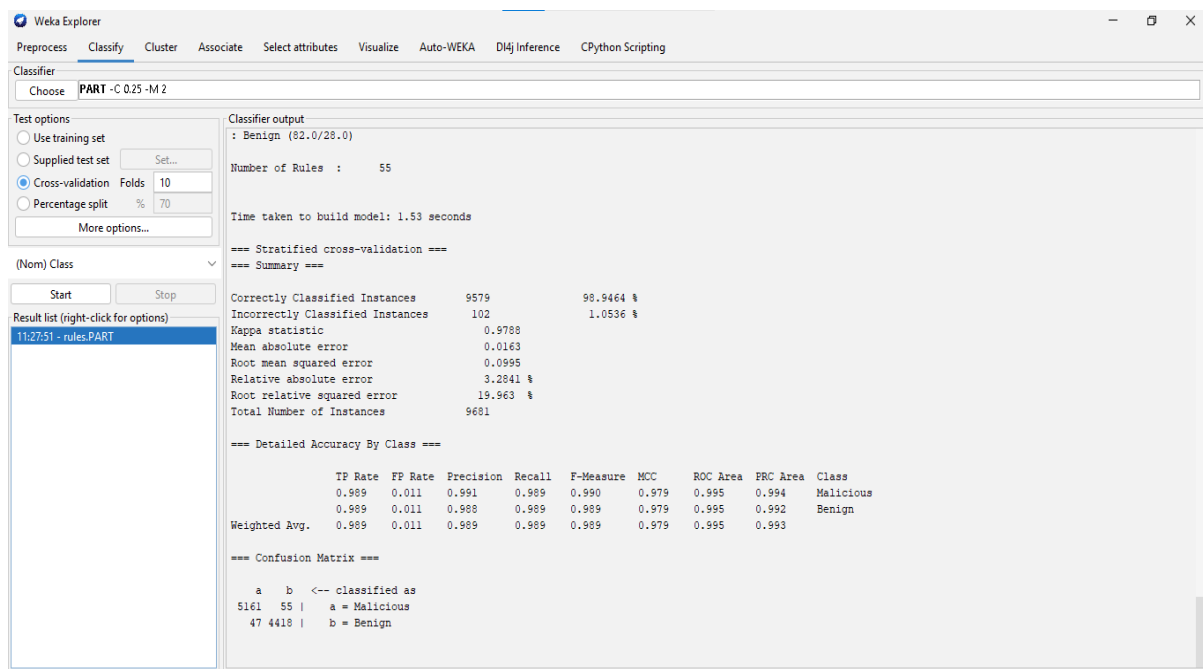 Weka Explorer
Preprocess Classify Cluster Associate Select attributes Visualize Auto-WEKA Dl4j Inference CPython Scripting
Classifier
Choose PART -C 0.25 -M 2
Test options
Use training set
Supplied test set Set...
Cross-validation Folds 10
Percentage split % 70
More options...
(Nom) Class
Start Stop
Result list (right-click for options)
11:27:51 - rules.PART
Classifier output
: Benign (82.0/28.0)
Number of Rules : 55
Time taken to build model: 1.53 seconds
=== Stratified cross-validation ===
=== Summary ===
Correctly Classified Instances 9579 98.9464 %
Incorrectly Classified Instances 102 1.0536 %
Kappa statistic 0.9788
Mean absolute error 0.0163
Root mean squared error 0.0995
Relative absolute error 3.2841 %
Root relative squared error 19.963 %
Total Number of Instances 9681
=== Detailed Accuracy By Class ===
TP Rate FP Rate Precision Recall F-Measure MCC ROC Area PRC Area Class
0.989 0.011 0.991 0.989 0.990 0.979 0.995 0.994 Malicious
0.989 0.011 0.988 0.989 0.989 0.979 0.995 0.992 Benign
Weighted Avg. 0.989 0.011 0.989 0.989 0.989 0.979 0.995 0.993
=== Confusion Matrix ===
a b <-- classified as
5161 55 | a = Malicious
47 4418 | b = Benign